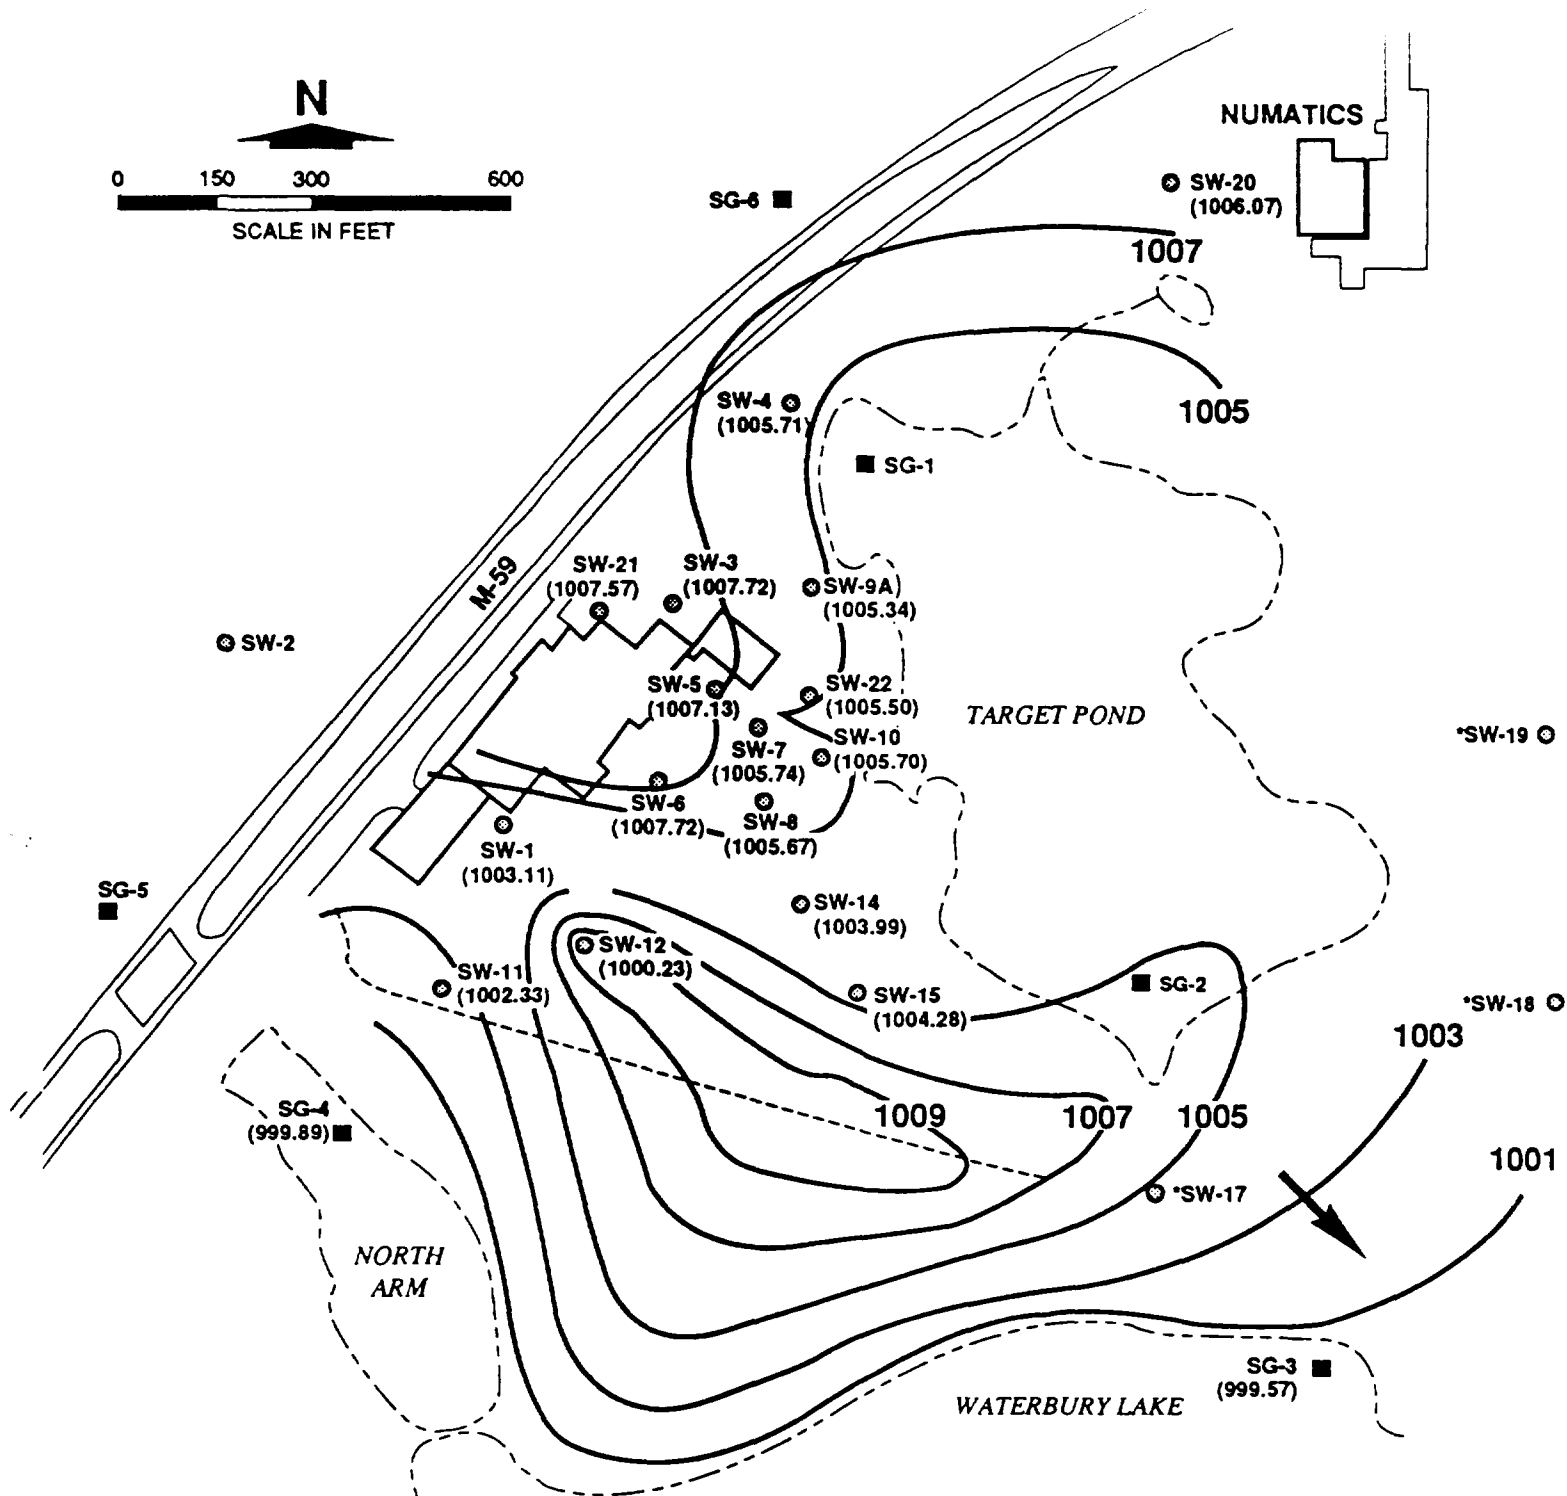 N
0 150 300 600
SCALE IN FEET
NUMATICS
SG-6
SW-20
(1006.07)
1007
SW-4
(1005.71)
1005
SG-1
M-59
SW-21
(1007.57)
SW-3
(1007.72)
SW-9A
(1005.34)
SW-2
SW-5
(1007.13)
SW-22
(1005.50)
TARGET POND
*SW-19
SW-7
(1005.74)
SW-10
(1005.70)
SW-6
(1007.72)
SW-8
(1005.67)
SW-1
(1003.11)
SG-5
SW-14
(1003.99)
SW-12
(1000.23)
SW-11
(1002.33)
SW-15
(1004.28)
SG-2
*SW-18
1003
SG-4
(999.89)
1009
1007
1005
1001
*SW-17
NORTH
ARM
SG-3
(999.57)
WATERBURY LAKE